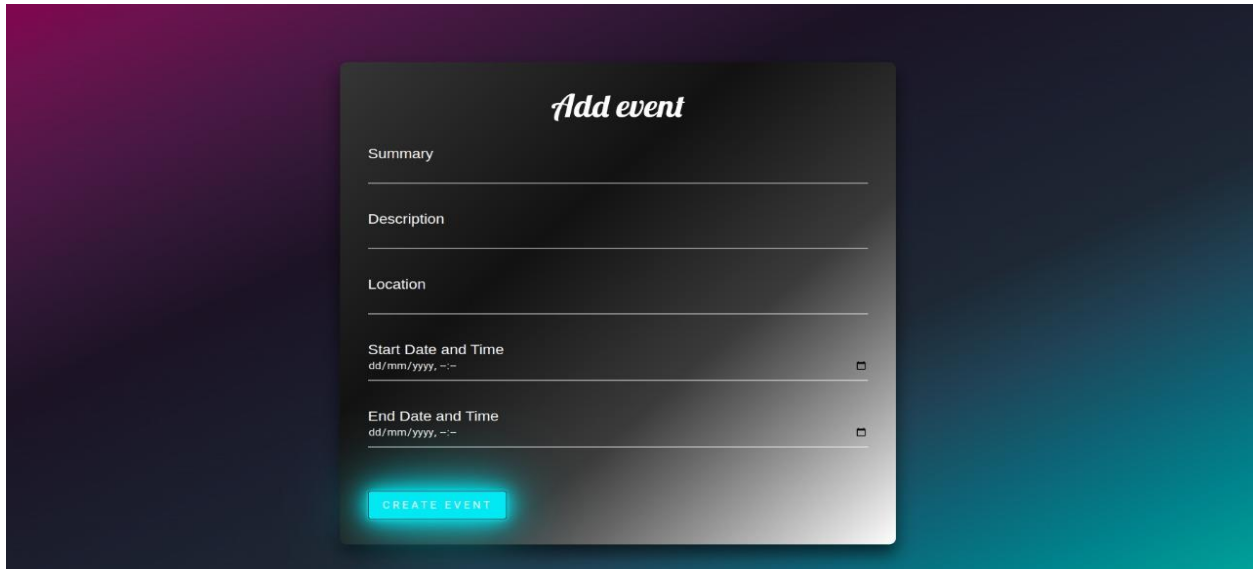 Add event
Summary
Description
Location
Start Date and Time
dd/mm/yyyy, --:--
End Date and Time
dd/mm/yyyy, --:--
CREATE EVENT